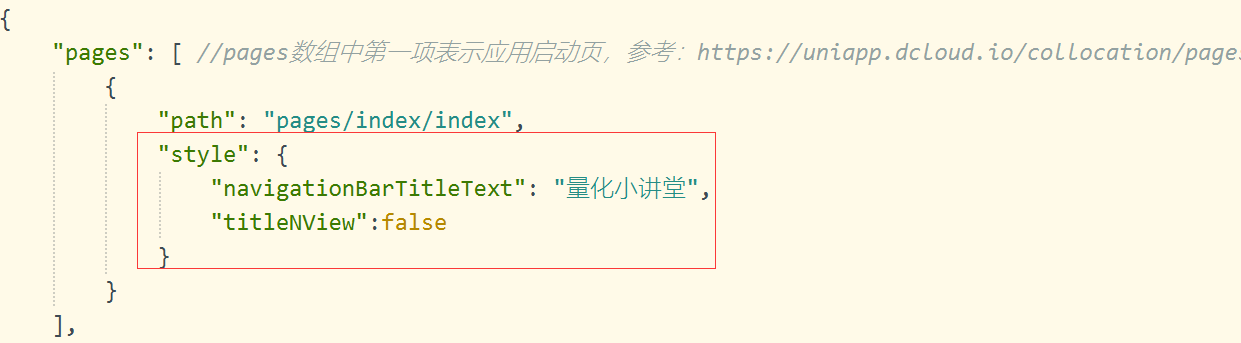 {
"pages": [ //pages数组中第一项表示应用启动页，参考：https://uniapp.dcloud.io/collocation/pages
{
"path": "pages/index/index",
"style": {
"navigationBarTitleText": "量化小讲堂",
"titleNView":false
}
}
],